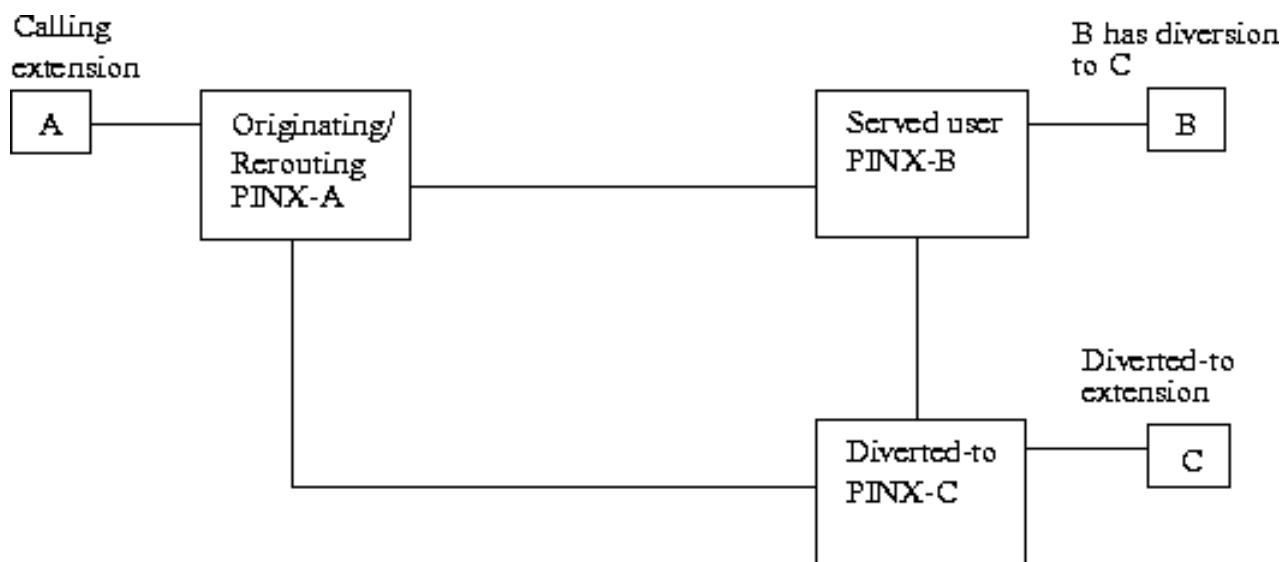 Calling
extension
A
Originating/
Rerouting
PINX-A
Served user
PINX-B
B has diversion
to C
B
Diverted-to
PINX-C
Diverted-to
extension
C